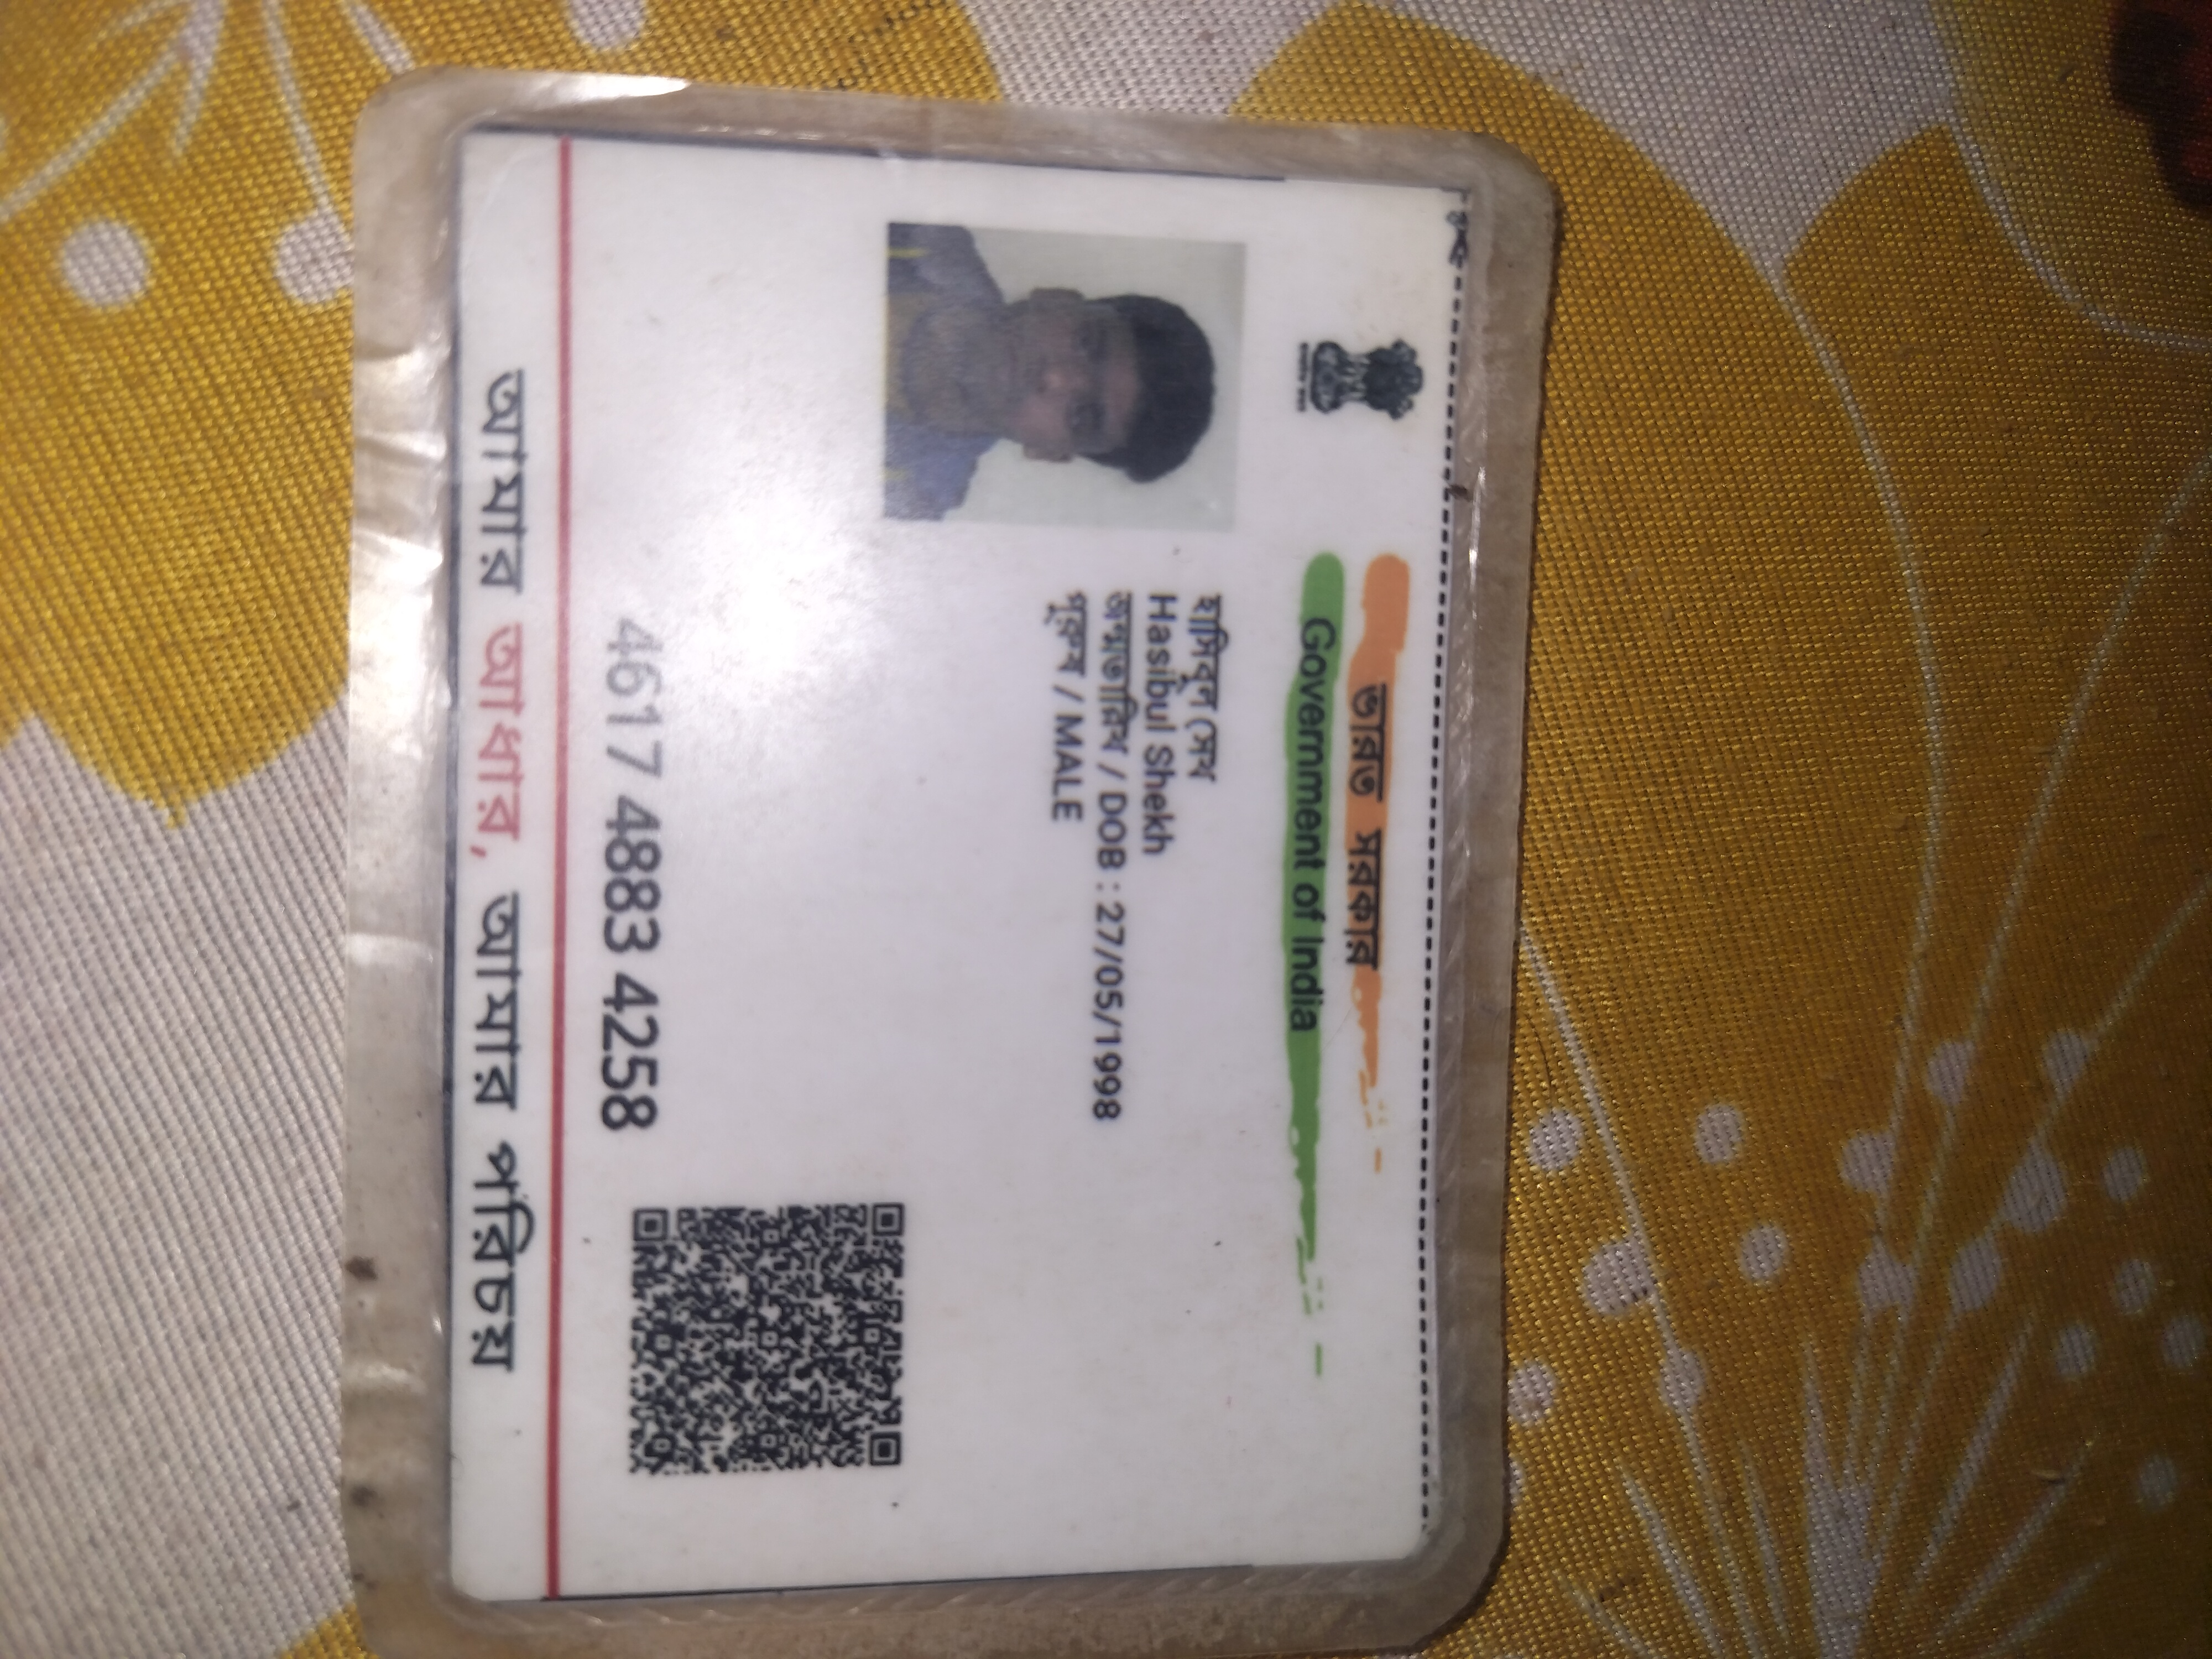 ভারত সরকার
Government of India
হাসিবুল সেখ
Hasibul Shekh
জন্মতারিখ / DOB : 27/05/1998
পুরুষ / MALE
4617 4883 4258
আমার আধার, আমার পরিচয়